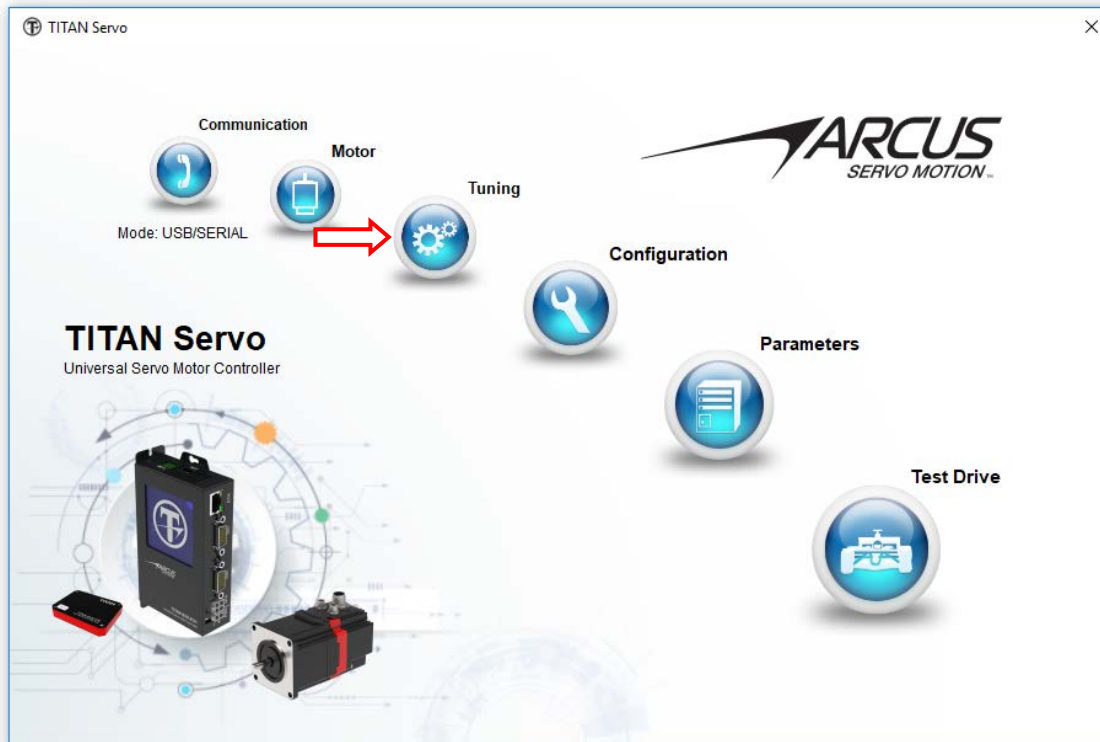 TITAN Servo
Communication
Motor
Tuning
Mode: USB/SERIAL
Configuration
Parameters
Test Drive
ARCUS
SERVO MOTION
TITAN Servo
Universal Servo Motor Controller
ARCUS